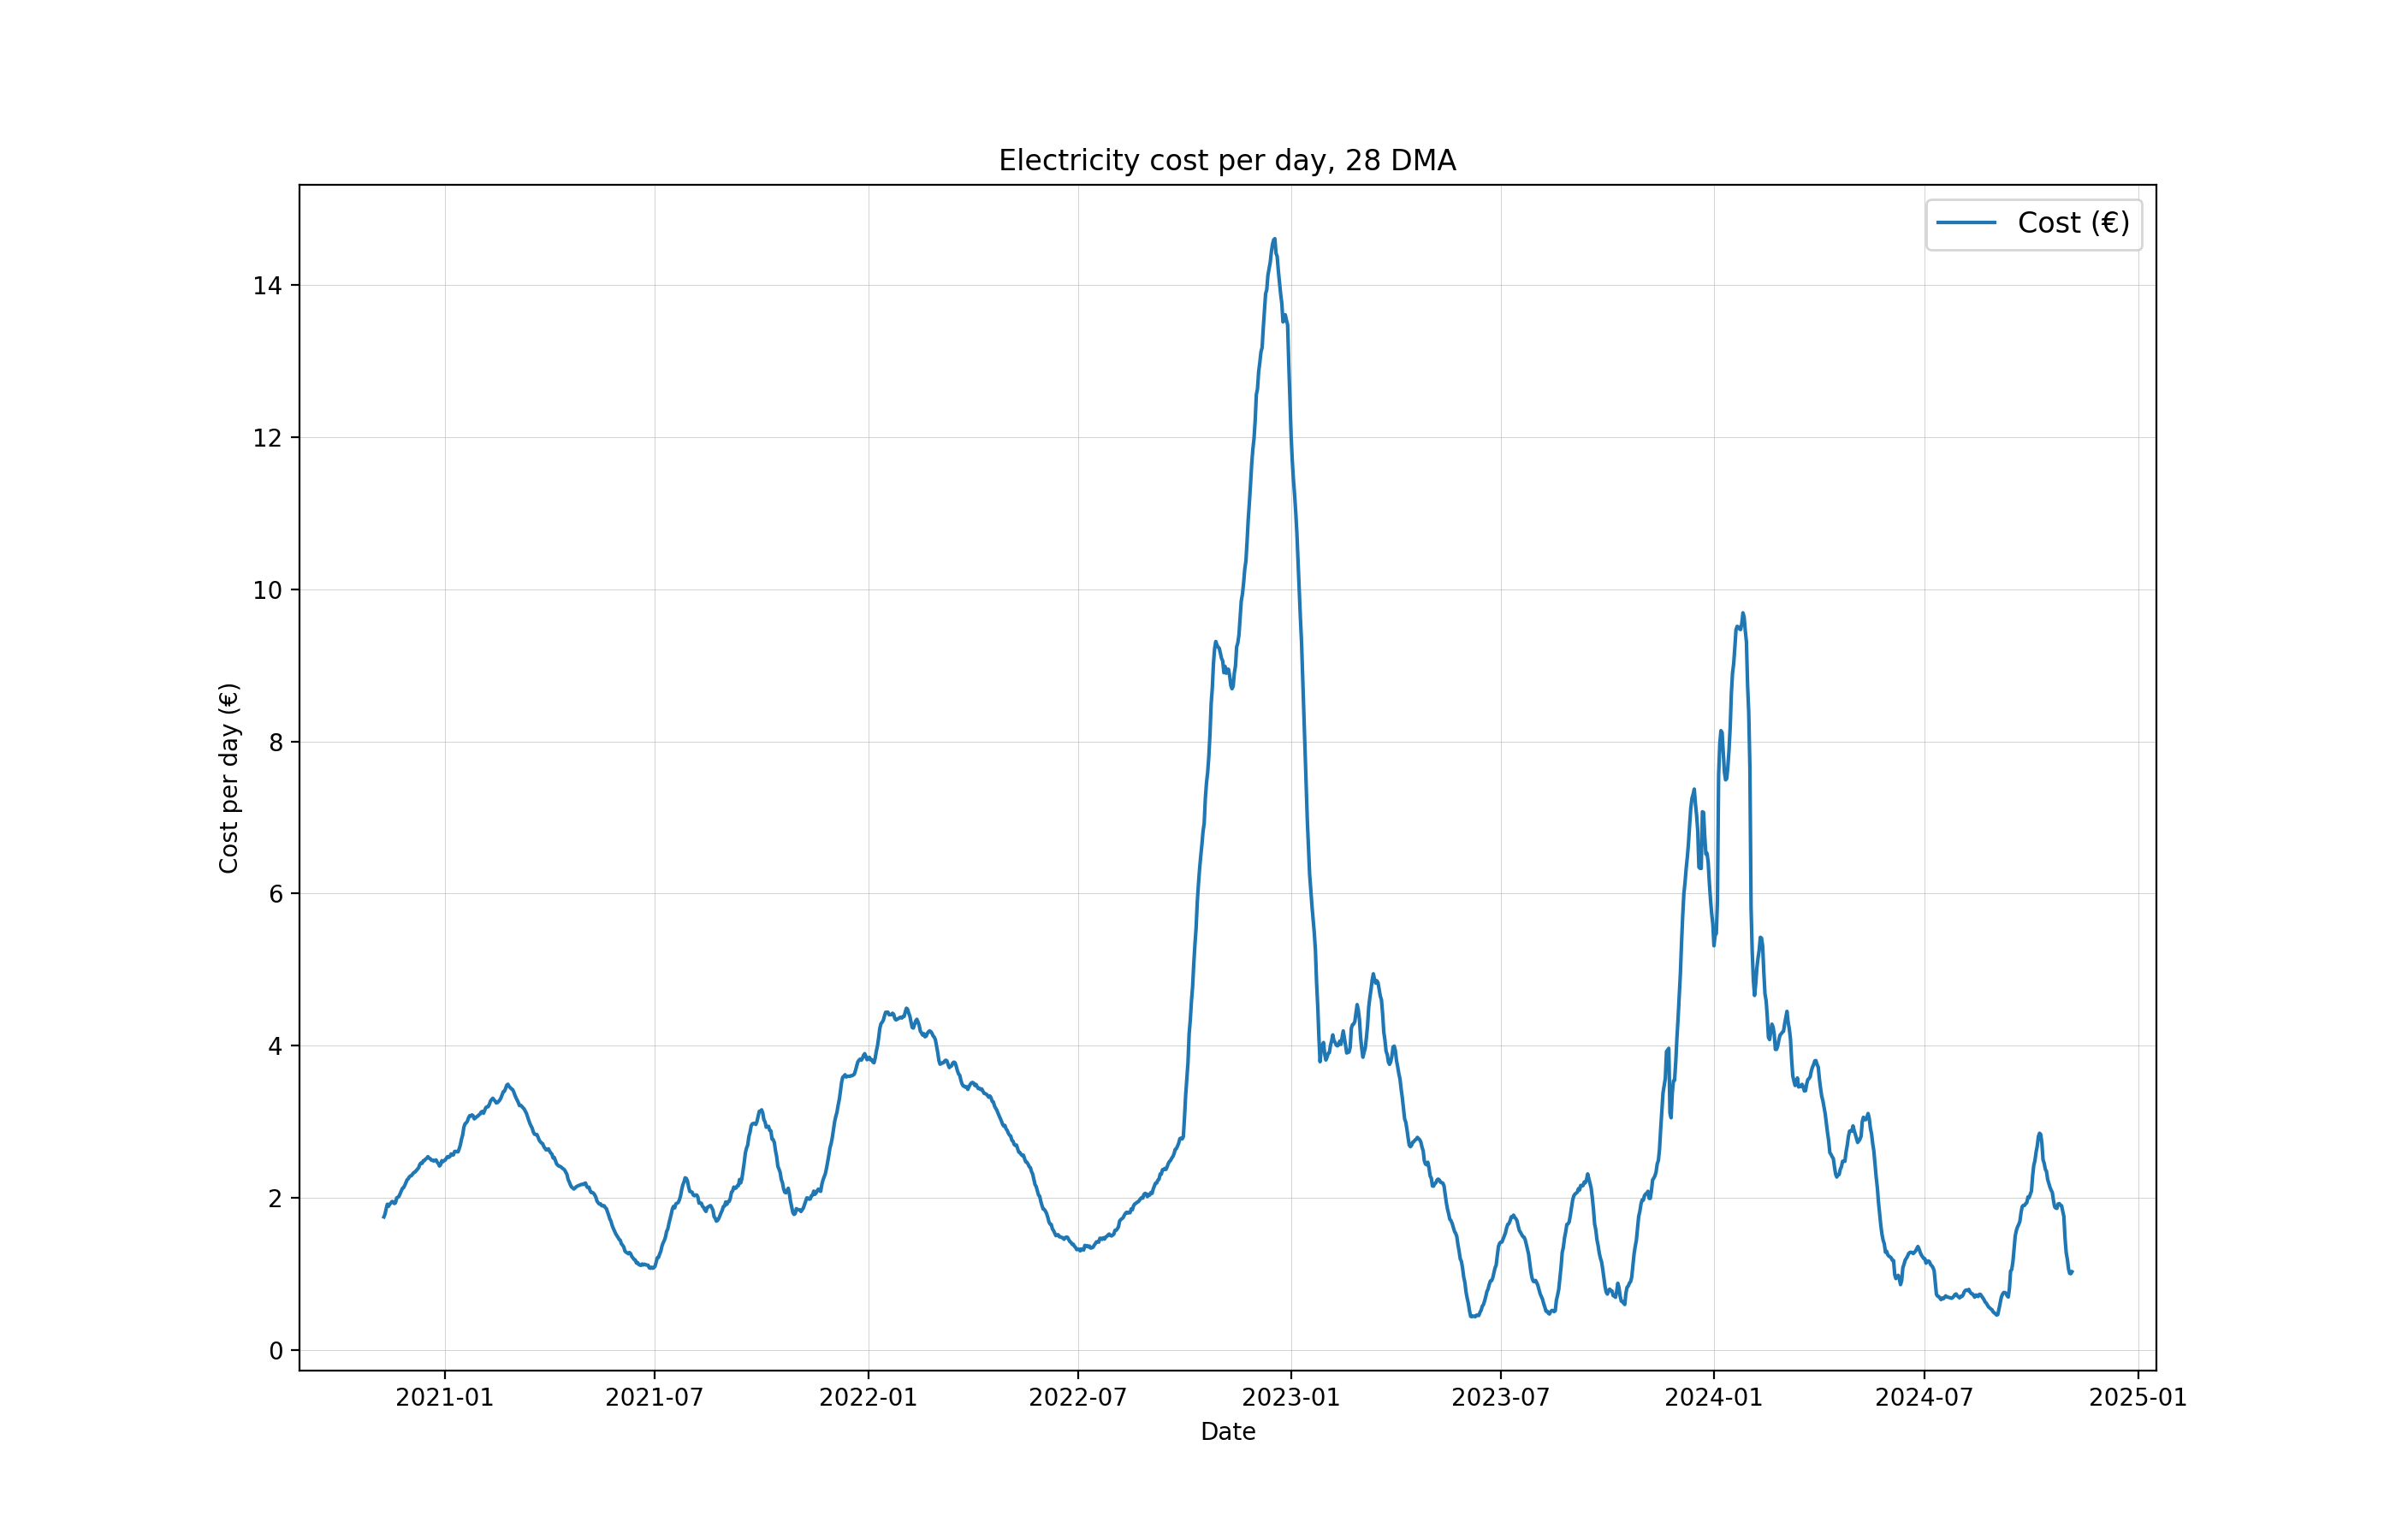 Electricity cost per day, 28 DMA
Cost (€)
14
12
10
8
6
4
2
0
Cost per day (€)
2021-01 2021-07 2022-01 2022-07 2023-01 2023-07 2024-01 2024-07 2025-01
Date